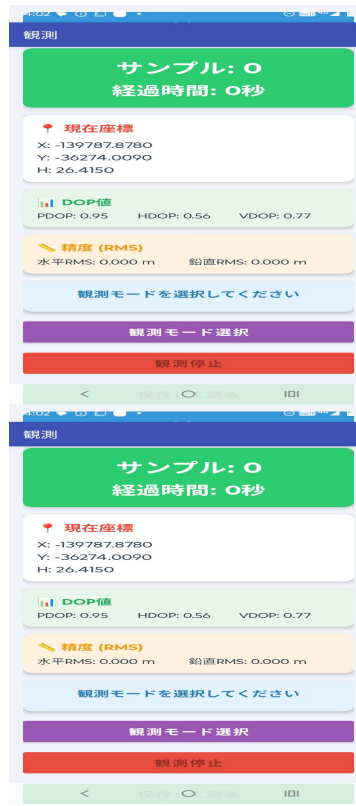 4:02
観測
サンプル: 0
経過時間: 0秒
現在座標
X: -139787.8780
Y: -36274.0090
H: 26.4150
DOP値
PDOP: 0.95 HDOP: 0.56 VDOP: 0.77
精度 (RMS)
水平RMS: 0.000 m 鉛直RMS: 0.000 m
観測モードを選択してください
観測モード選択
観測停止
4:02
観測
サンプル: 0
経過時間: 0秒
現在座標
X: -139787.8780
Y: -36274.0090
H: 26.4150
DOP値
PDOP: 0.95 HDOP: 0.56 VDOP: 0.77
精度 (RMS)
水平RMS: 0.000 m 鉛直RMS: 0.000 m
観測モードを選択してください
観測モード選択
観測停止